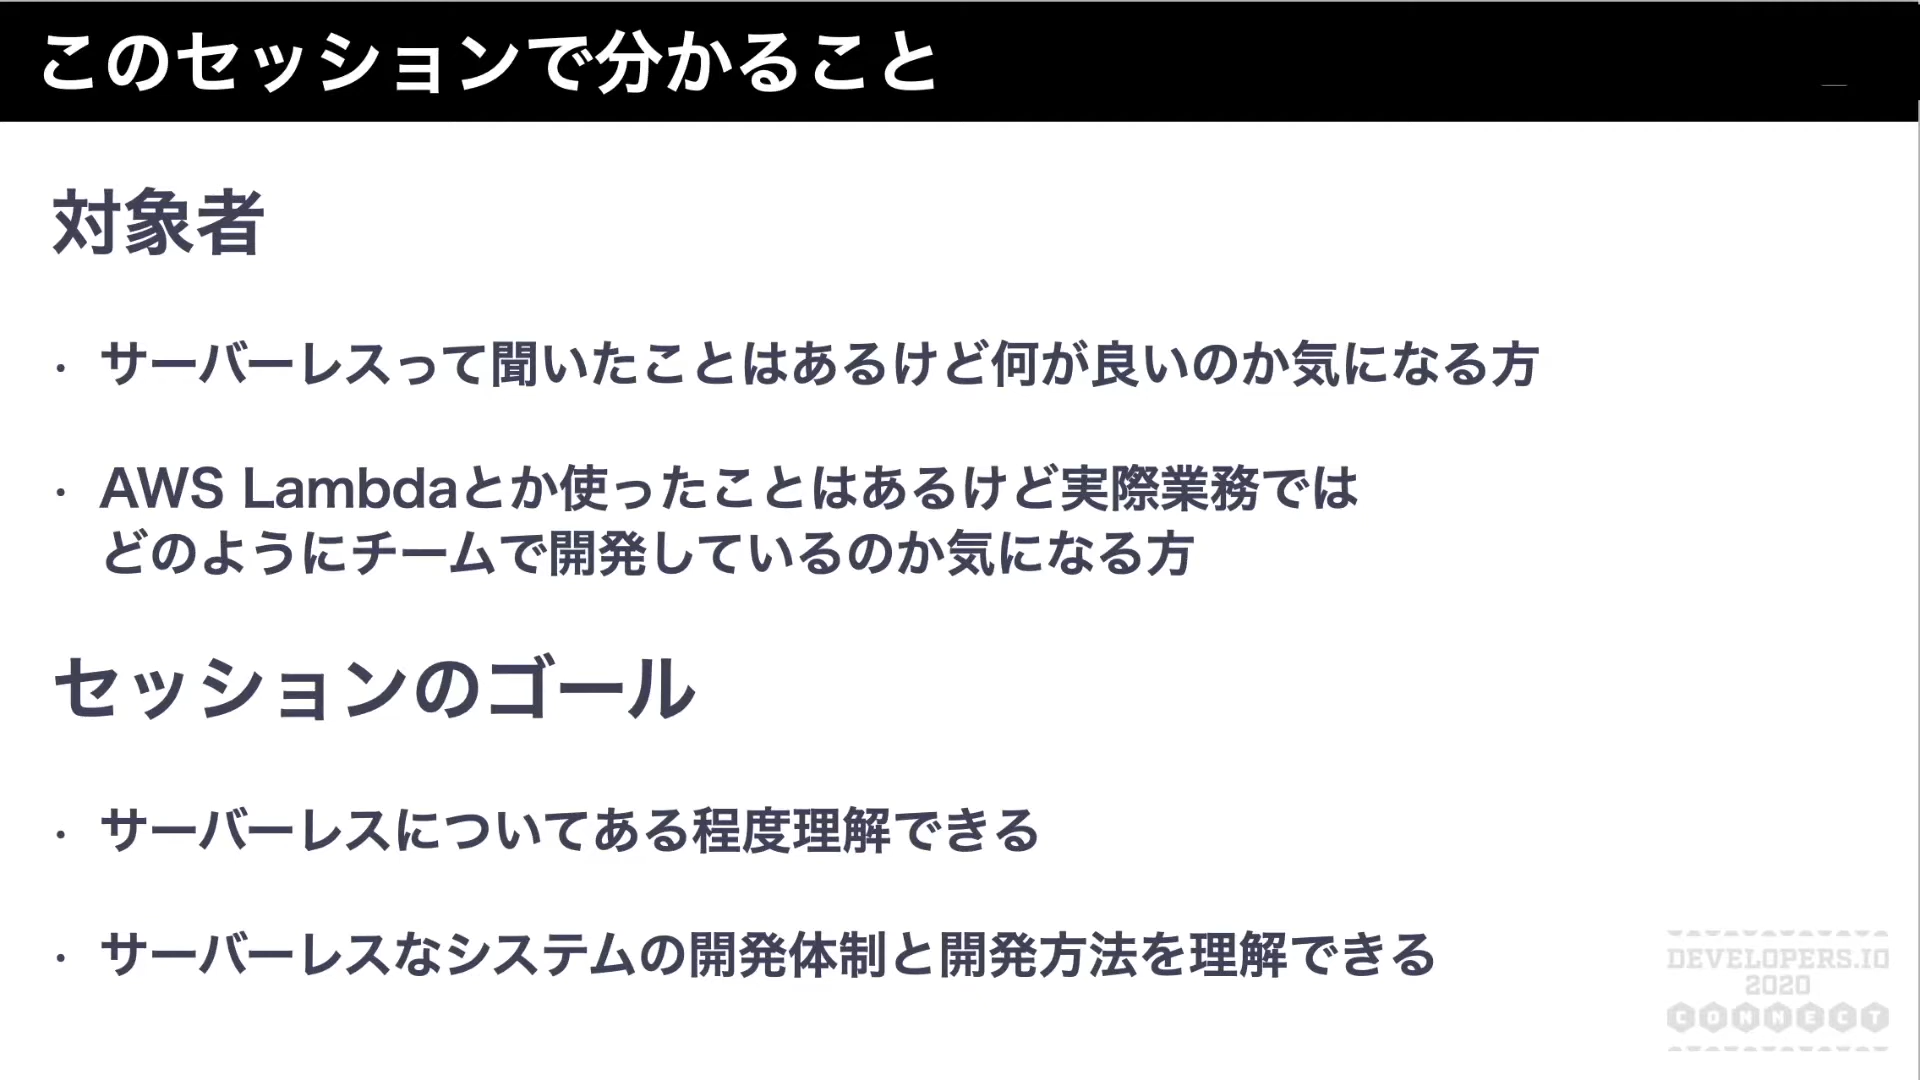 このセッションで分かること
対象者
・ サーバーレスって聞いたことはあるけど何が良いのか気になる方
・ AWS Lambdaとか使ったことはあるけど実際業務では
どのようにチームで開発しているのか気になる方
セッションのゴール
・ サーバーレスについてある程度理解できる
・ サーバーレスなシステムの開発体制と開発方法を理解できる
DEVELOPERS.IO
2020
CONNECT